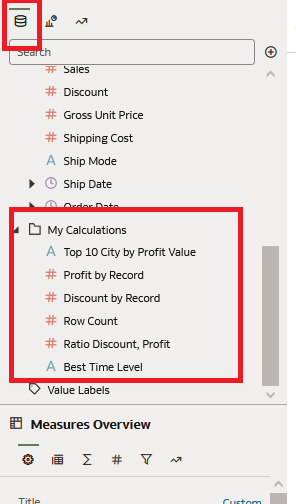 Search
Sales
# Discount
# Gross Unit Price
# Shipping Cost
A Ship Mode
Ship Date
Order Date
My Calculations
A Top 10 City by Profit Value
# Profit by Record
# Discount by Record
# Row Count
# Ratio Discount, Profit
A Best Time Level
Value Labels
Measures Overview
Title Custom